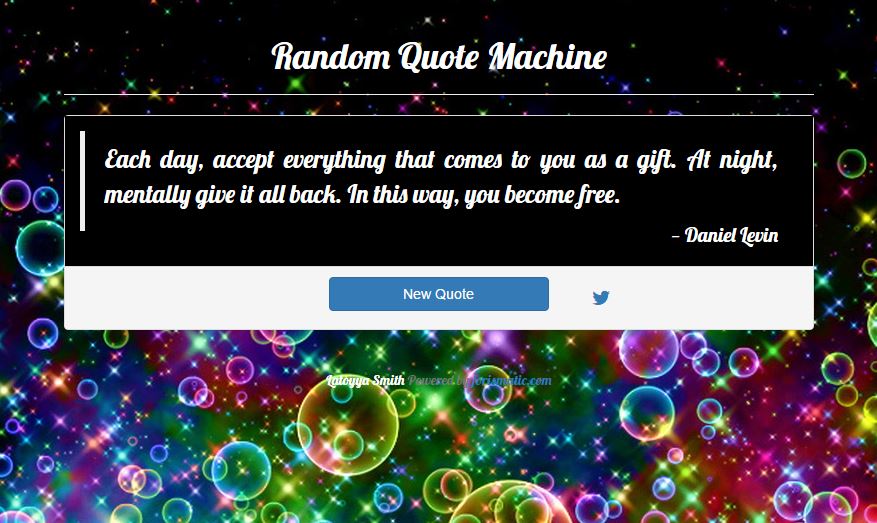 Random Quote Machine
Each day, accept everything that comes to you as a gift. At night,
mentally give it all back. In this way, you become free.
– Daniel Levin
New Quote
Latoyya Smith Powered by forismatic.com